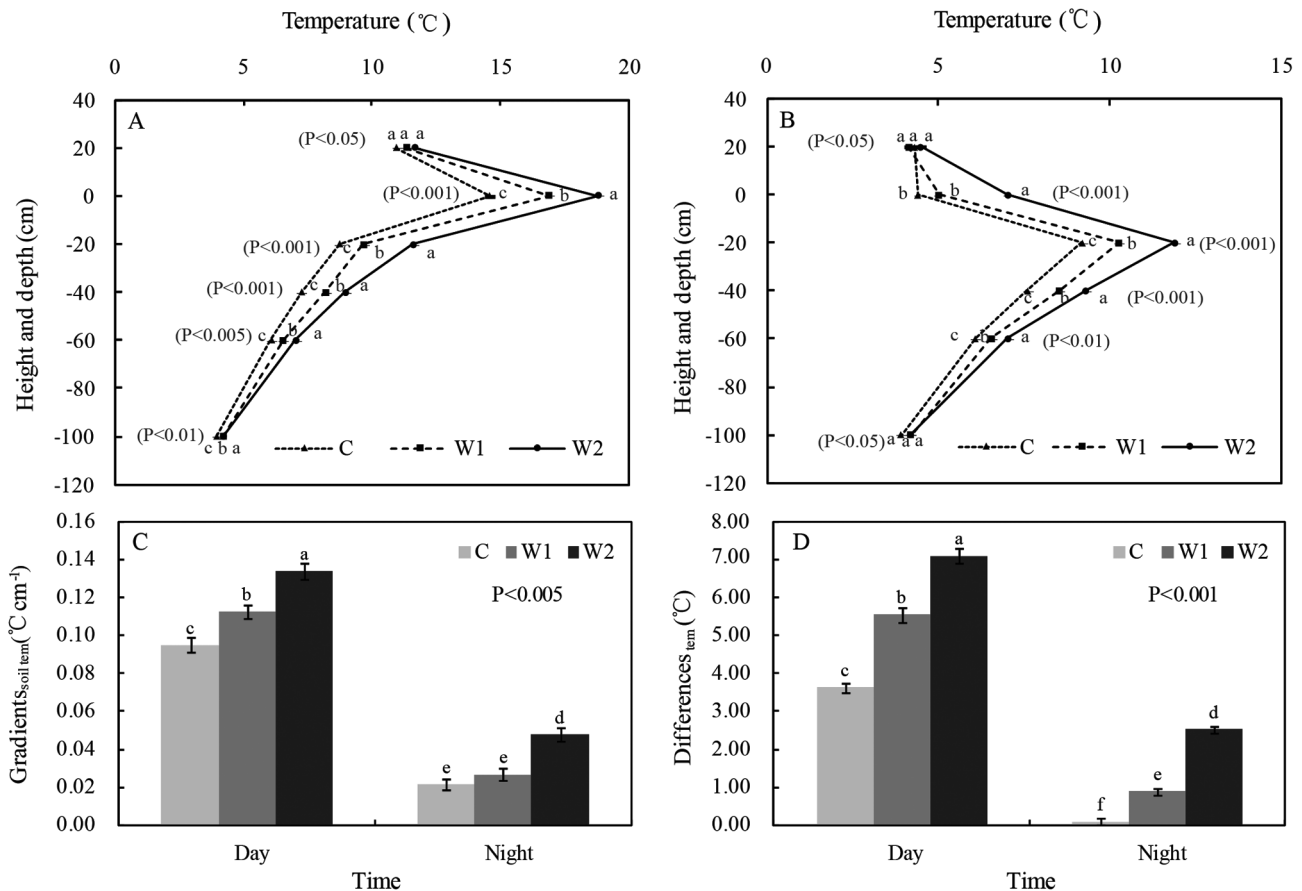 Temperature (℃)
0 5 10 15 20
40
20
0
-20
-40
-60
-80
-100
-120
Height and depth (cm)
A
(P<0.05) a a a
(P<0.001) c b a
(P<0.001) c b a
(P<0.001) c b a
(P<0.005) c b a
(P<0.01) c b a
C W1 W2
Temperature (℃)
0 5 10 15
40
20
0
-20
-40
-60
-80
-100
-120
Height and depth (cm)
B
(P<0.05) a a a
b b a (P<0.001)
c b a (P<0.001)
c b a (P<0.001)
c b a (P<0.01)
(P<0.05) a a a
C W1 W2
0.16
0.14
0.12
0.10
0.08
0.06
0.04
0.02
0.00
Gradients soil tem (℃ cm-1)
C
C W1 W2
P<0.005
c b a
e e d
Day Night
Time
8.00
7.00
6.00
5.00
4.00
3.00
2.00
1.00
0.00
Differences tem (℃)
D
C W1 W2
P<0.001
c b a
f e d
Day Night
Time